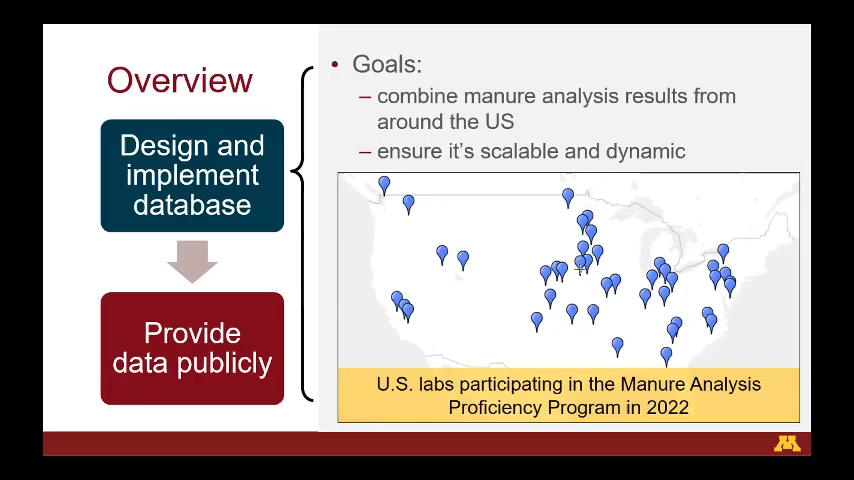 Overview
Design and
implement
database
Provide
data publicly
• Goals:
– combine manure analysis results from
around the US
– ensure it's scalable and dynamic
U.S. labs participating in the Manure Analysis
Proficiency Program in 2022
M